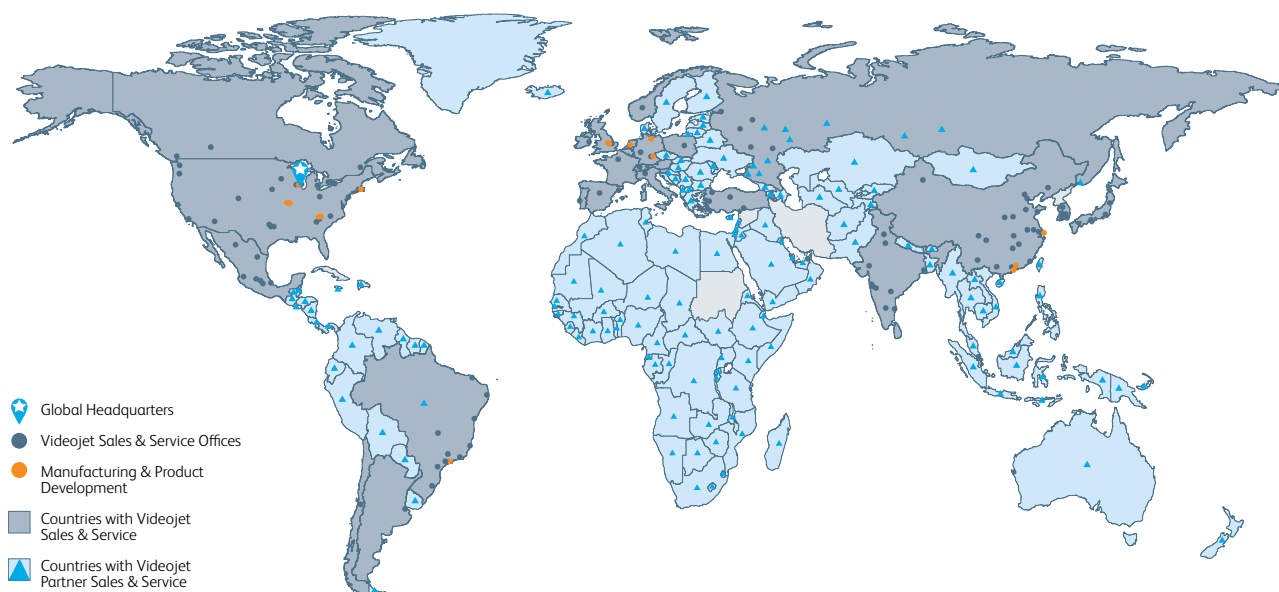 Global Headquarters
Videojet Sales & Service Offices
Manufacturing & Product
Development
Countries with Videojet
Sales & Service
Countries with Videojet
Partner Sales & Service